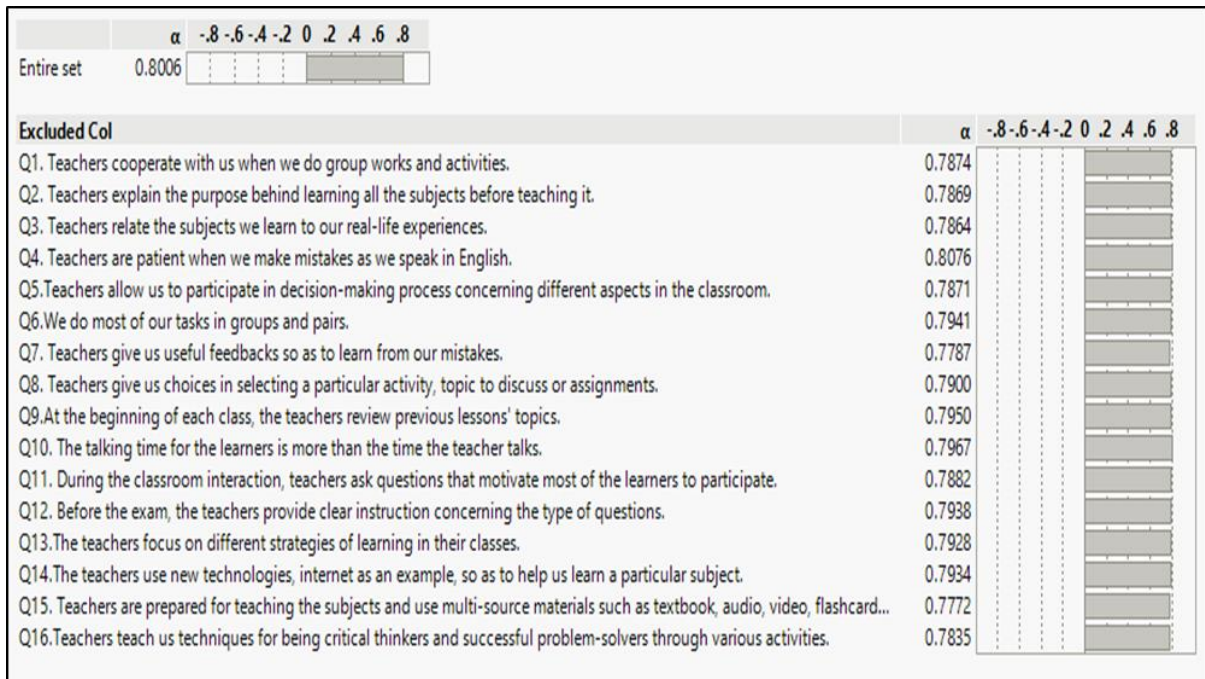 α -.8 -.6 -.4 -.2 0 .2 .4 .6 .8
Entire set 0.8006
Excluded Col α -.8 -.6 -.4 -.2 0 .2 .4 .6 .8
Q1. Teachers cooperate with us when we do group works and activities. 0.7874
Q2. Teachers explain the purpose behind learning all the subjects before teaching it. 0.7869
Q3. Teachers relate the subjects we learn to our real-life experiences. 0.7864
Q4. Teachers are patient when we make mistakes as we speak in English. 0.8076
Q5.Teachers allow us to participate in decision-making process concerning different aspects in the classroom. 0.7871
Q6.We do most of our tasks in groups and pairs. 0.7941
Q7. Teachers give us useful feedbacks so as to learn from our mistakes. 0.7787
Q8. Teachers give us choices in selecting a particular activity, topic to discuss or assignments. 0.7900
Q9.At the beginning of each class, the teachers review previous lessons' topics. 0.7950
Q10. The talking time for the learners is more than the time the teacher talks. 0.7967
Q11. During the classroom interaction, teachers ask questions that motivate most of the learners to participate. 0.7882
Q12. Before the exam, the teachers provide clear instruction concerning the type of questions. 0.7938
Q13.The teachers focus on different strategies of learning in their classes. 0.7928
Q14.The teachers use new technologies, internet as an example, so as to help us learn a particular subject. 0.7934
Q15. Teachers are prepared for teaching the subjects and use multi-source materials such as textbook, audio, video, flashcard... 0.7772
Q16.Teachers teach us techniques for being critical thinkers and successful problem-solvers through various activities. 0.7835